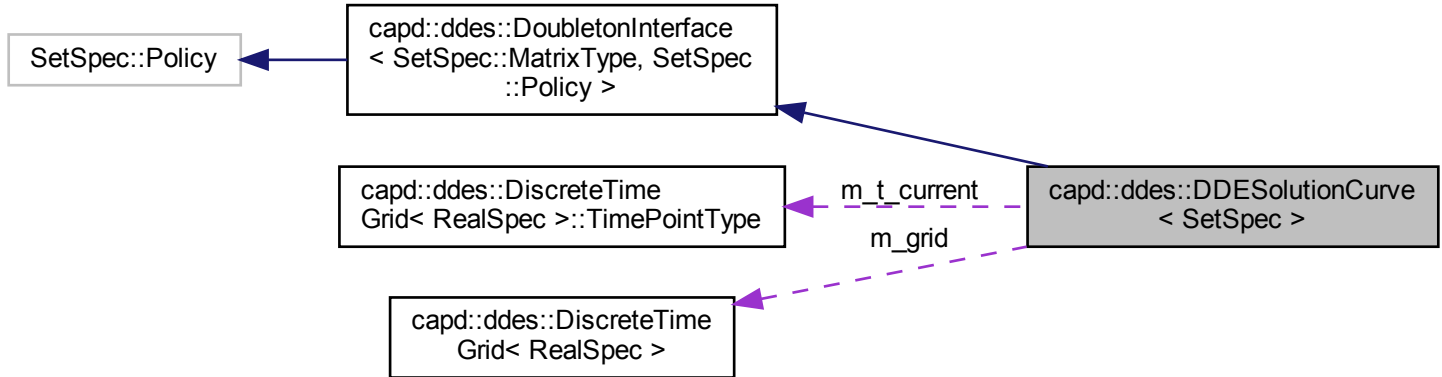 SetSpec::Policy
capd::ddes::DoubletonInterface
< SetSpec::MatrixType, SetSpec
::Policy >
capd::ddes::DiscreteTime
Grid< RealSpec >::TimePointType
m_t_current
m_grid
capd::ddes::DDESolutionCurve
< SetSpec >
capd::ddes::DiscreteTime
Grid< RealSpec >